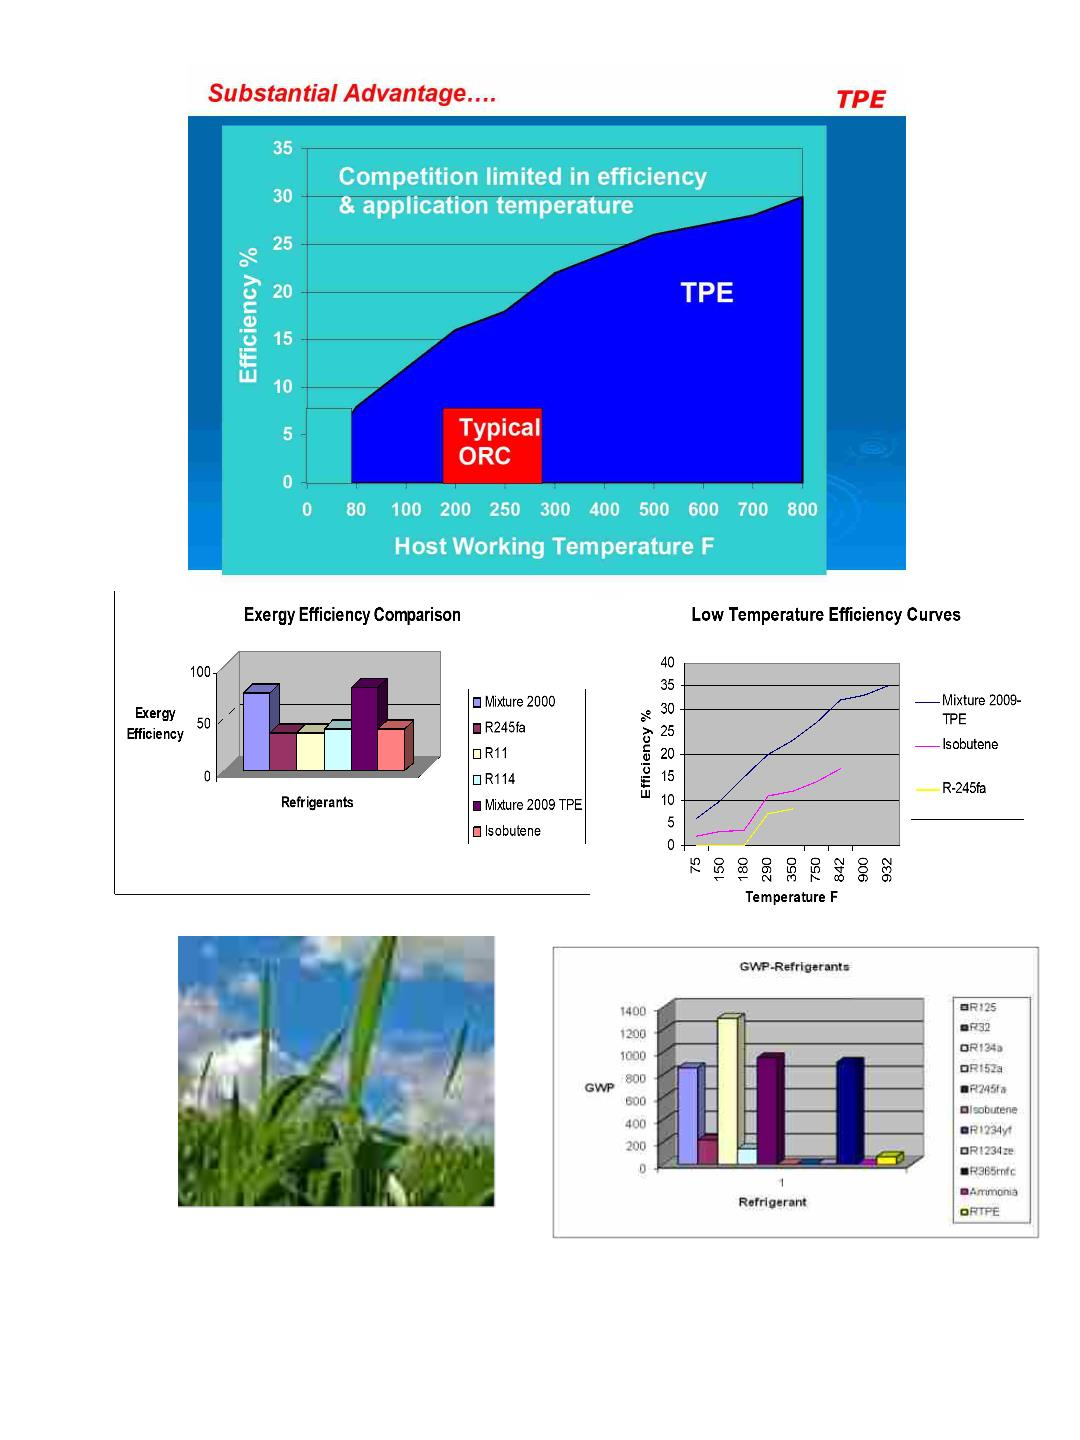 Substantial Advantage....
TPE
35
30
25
20
15
10
5
0
Efficiency %
Competition limited in efficiency
& application temperature
TPE
Typical
ORC
0 80 100 200 250 300 400 500 600 700 800
Host Working Temperature F
Exergy Efficiency Comparison
100
50
0
Exergy
Efficiency
Refrigerants
Mixture 2000
R245fa
R11
R114
Mixture 2009 TPE
Isobutene
Low Temperature Efficiency Curves
40
35
30
25
20
15
10
5
0
Efficiency %
75 150 180 290 350 750 842 900 932
Temperature F
Mixture 2009-
TPE
Isobutene
R-245fa
GWP-Refrigerants
1400
1200
1000
800
600
400
200
0
GWP
1
Refrigerant
R125
R32
R134a
R152a
R245fa
Isobutene
R1234yf
R1234ze
R365mfc
Ammonia
RTPE